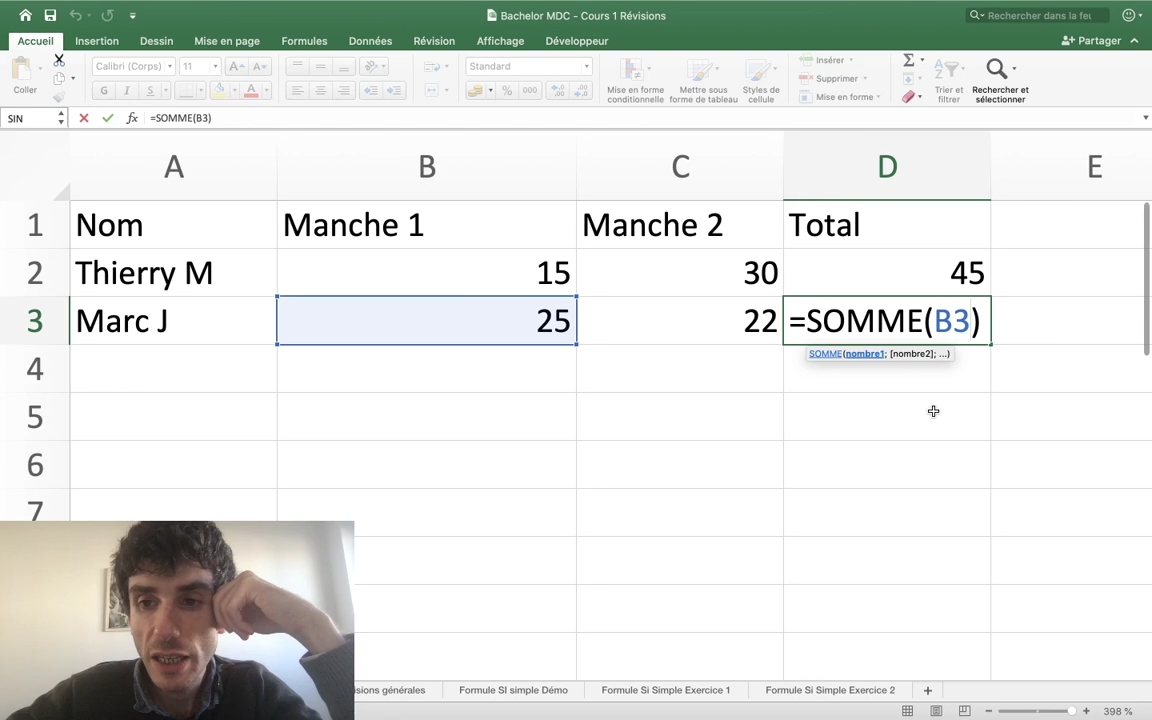 Bachelor MDC - Cours 1 Révisions
Rechercher dans la feu
Accueil Insertion Dessin Mise en page Formules Données Révision Affichage Développeur
Partager
Coller
Calibri (Corps) 11
G I S
Standard
% 000
Mise en forme conditionnelle
Mettre sous forme de tableau
Styles de cellule
Insérer
Supprimer
Mise en forme
Trier et filtrer
Rechercher et sélectionner
SIN fx =SOMME(B3)
A B C D E
1 Nom Manche 1 Manche 2 Total
2 Thierry M 15 30 45
3 Marc J 25 22 =SOMME(B3)
SOMME(nombre1; [nombre2]; ...)
4
5
6
7
isions générales Formule SI simple Démo Formule Si Simple Exercice 1 Formule Si Simple Exercice 2
398 %